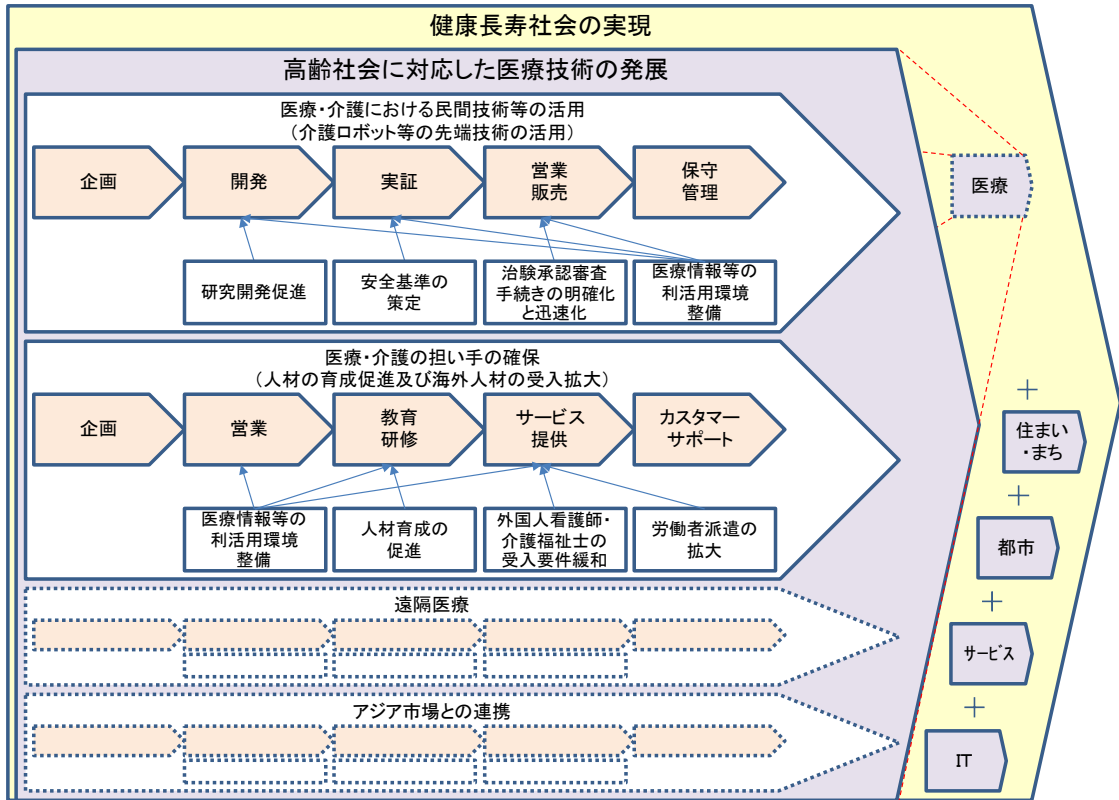 健康長寿社会の実現
高齢社会に対応した医療技術の発展
医療・介護における民間技術等の活用
（介護ロボット等の先端技術の活用）
企画
開発
実証
営業
販売
保守
管理
研究開発促進
安全基準の
策定
治験承認審査
手続きの明確化
と迅速化
医療情報等の
利活用環境
整備
医療・介護の担い手の確保
（人材の育成促進及び海外人材の受入拡大）
企画
営業
教育
研修
サービス
提供
カスタマー
サポート
医療情報等の
利活用環境
整備
人材育成の
促進
外国人看護師・
介護福祉士の
受入要件緩和
労働者派遣の
拡大
遠隔医療
アジア市場との連携
医療
＋
住まい
・まち
＋
都市
＋
サービス
＋
IT